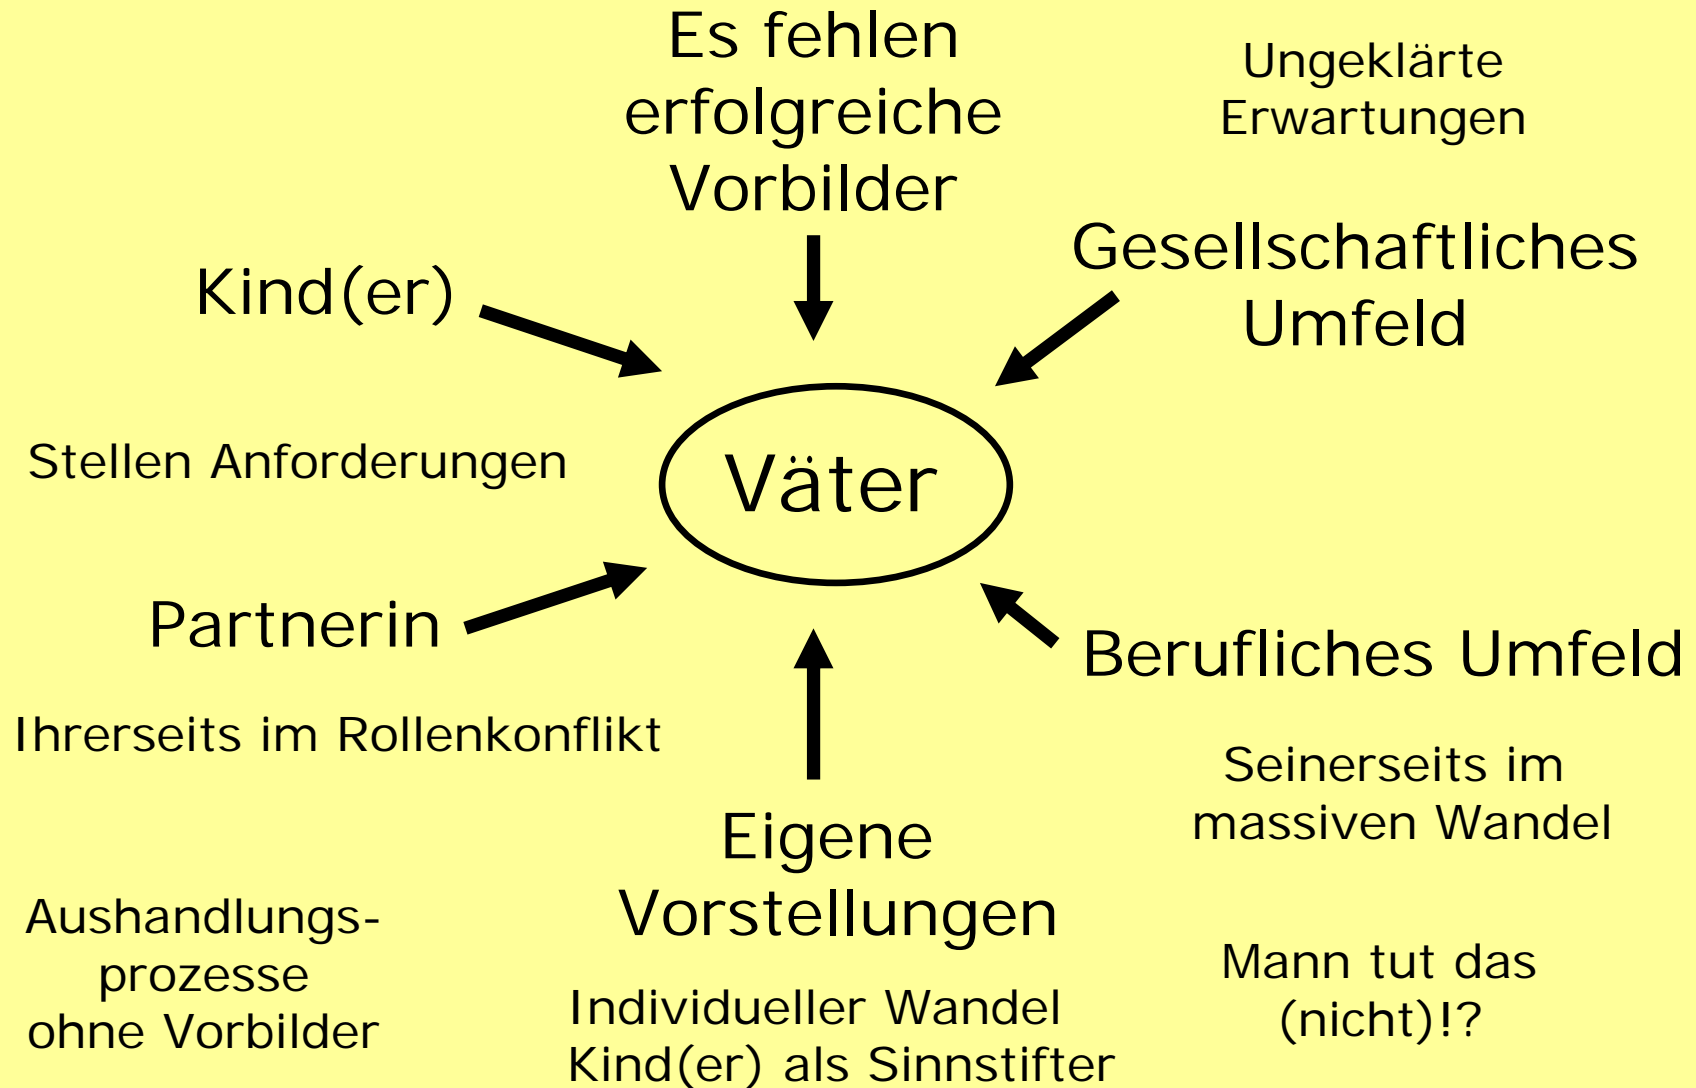 Es fehlen
erfolgreiche
Vorbilder
Ungeklärte
Erwartungen
Gesellschaftliches
Umfeld
Kind(er)
Stellen Anforderungen
Väter
Partnerin
Ihrerseits im Rollenkonflikt
Berufliches Umfeld
Seinerseits im
massiven Wandel
Eigene
Vorstellungen
Aushandlungs-
prozesse
ohne Vorbilder
Individueller Wandel
Kind(er) als Sinnstifter
Mann tut das
(nicht)!?